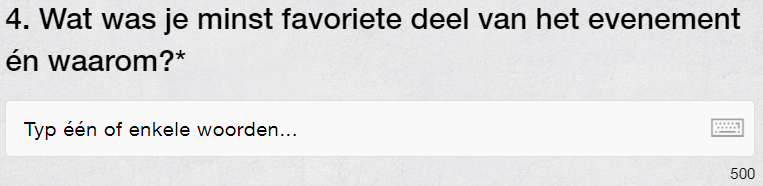 4. Wat was je minst favoriete deel van het evenement
én waarom?*
Typ één of enkele woorden...
500